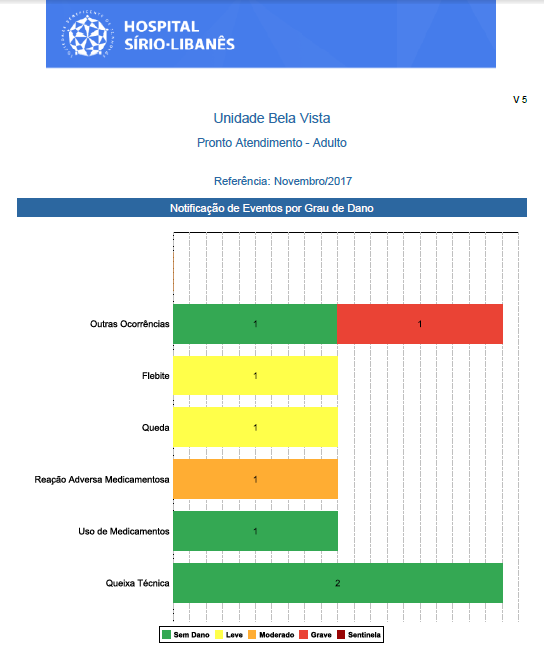 HOSPITAL
SÍRIO-LIBANÊS
V 5
Unidade Bela Vista
Pronto Atendimento - Adulto
Referência: Novembro/2017
Notificação de Eventos por Grau de Dano
Outras Ocorrências 1 1
Flebite 1
Queda 1
Reação Adversa Medicamentosa 1
Uso de Medicamentos 1
Queixa Técnica 2
Sem Dano Leve Moderado Grave Sentinela